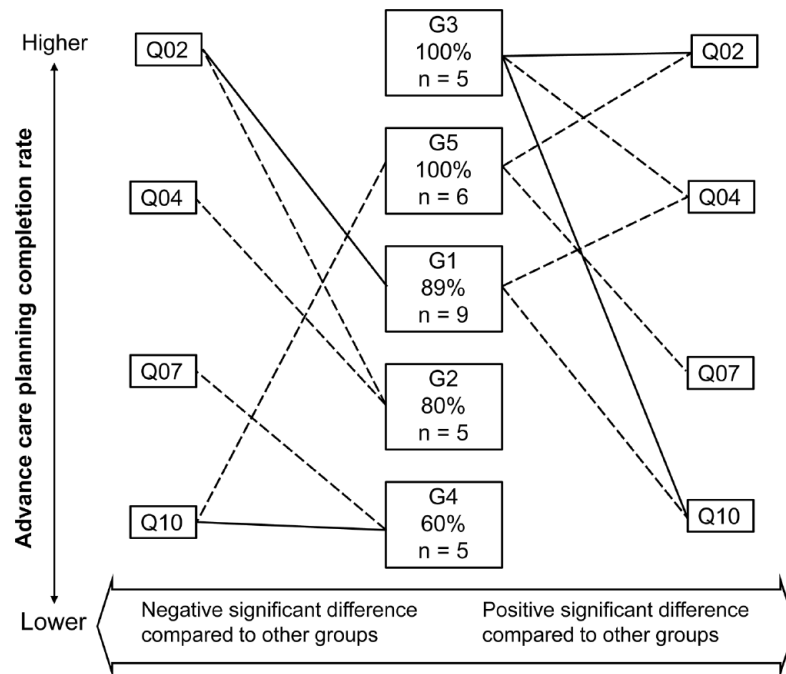 Higher
Advance care planning completion rate
Lower
Q02
Q04
Q07
Q10
G3
100%
n = 5
G5
100%
n = 6
G1
89%
n = 9
G2
80%
n = 5
G4
60%
n = 5
Q02
Q04
Q07
Q10
Negative significant difference
compared to other groups
Positive significant difference
compared to other groups